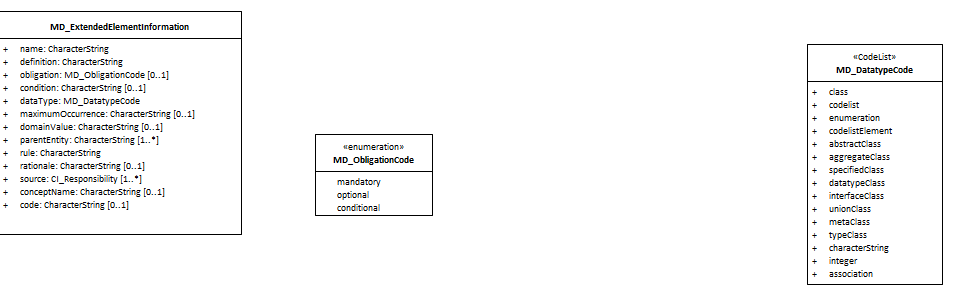 MD_ExtendedElementInformation
+ name: CharacterString
+ definition: CharacterString
+ obligation: MD_ObligationCode [0..1]
+ condition: CharacterString [0..1]
+ dataType: MD_DatatypeCode
+ maximumOccurrence: CharacterString [0..1]
+ domainValue: CharacterString [0..1]
+ parentEntity: CharacterString [1..*]
+ rule: CharacterString
+ rationale: CharacterString [0..1]
+ source: CI_Responsibility [1..*]
+ conceptName: CharacterString [0..1]
+ code: CharacterString [0..1]
«enumeration»
MD_ObligationCode
mandatory
optional
conditional
«CodeList»
MD_DatatypeCode
+ class
+ codelist
+ enumeration
+ codelistElement
+ abstractClass
+ aggregateClass
+ specifiedClass
+ datatypeClass
+ interfaceClass
+ unionClass
+ metaClass
+ typeClass
+ characterString
+ integer
+ association